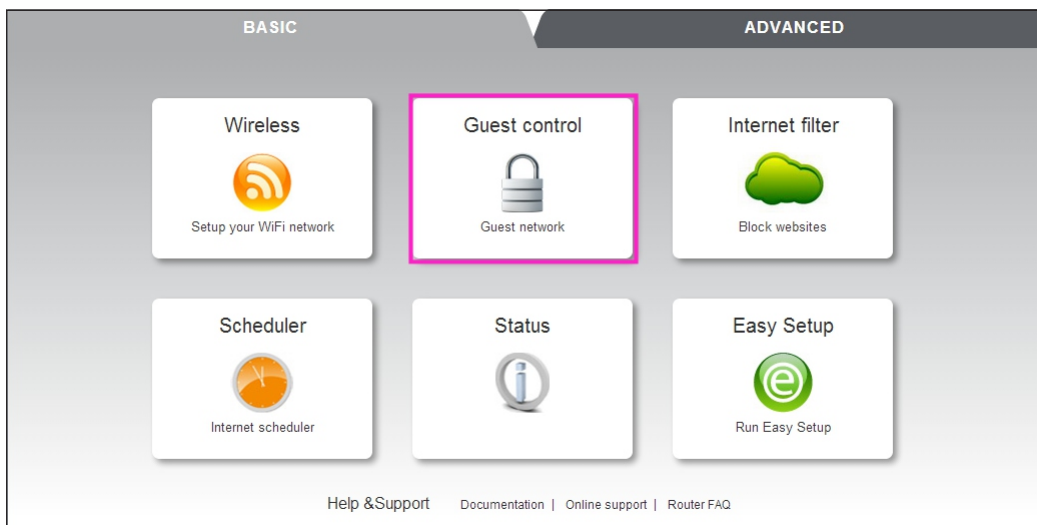 BASIC ADVANCED
Wireless Guest control Internet filter
Setup your WiFi network Guest network Block websites
Scheduler Status Easy Setup
e
Internet scheduler Run Easy Setup
Help &Support Documentation | Online support | Router FAQ